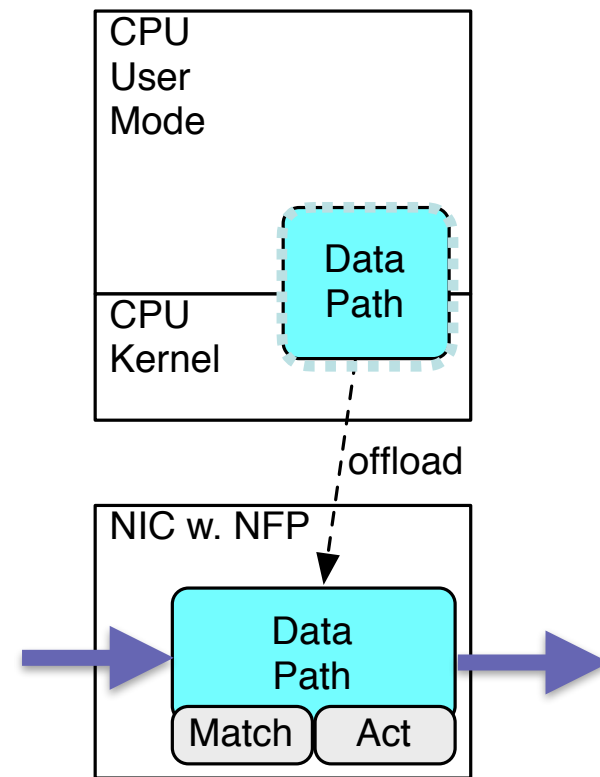 CPU
User
Mode
Data
Path
CPU
Kernel
offload
NIC w. NFP
Data
Path
Match
Act